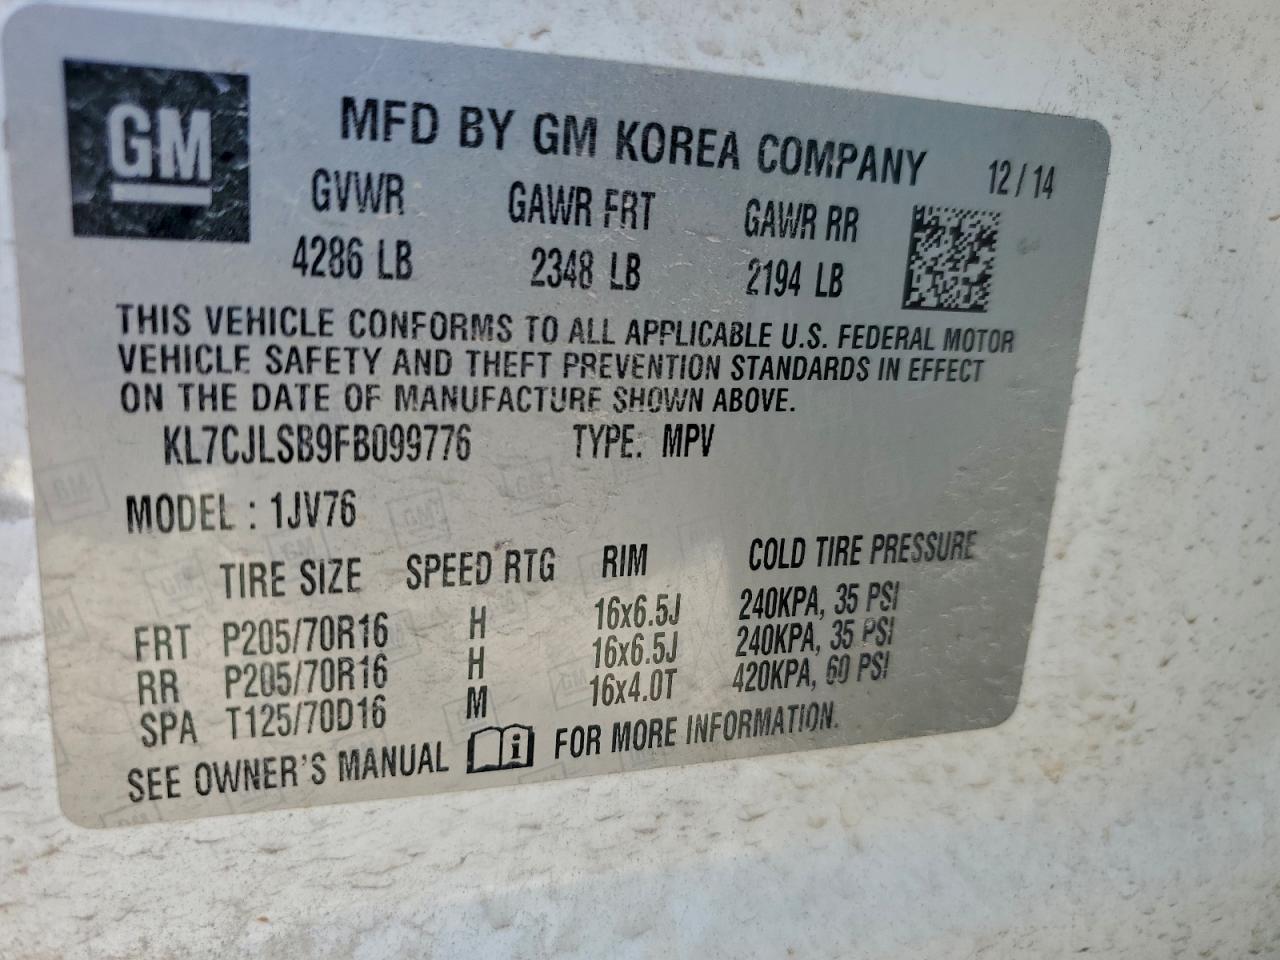 GM
MFD BY GM KOREA COMPANY 12/14
GVWR GAWR FRT GAWR RR
4286 LB 2348 LB 2194 LB
THIS VEHICLE CONFORMS TO ALL APPLICABLE U.S. FEDERAL MOTOR
VEHICLE SAFETY AND THEFT PREVENTION STANDARDS IN EFFECT
ON THE DATE OF MANUFACTURE SHOWN ABOVE.
KL7CJLSB9FB099776 TYPE: MPV
MODEL : 1JV76
TIRE SIZE SPEED RTG RIM COLD TIRE PRESSURE
FRT P205/70R16 H 16x6.5J 240KPA, 35 PSI
RR P205/70R16 H 16x6.5J 240KPA, 35 PSI
SPA T125/70D16 M 16x4.0T 420KPA, 60 PSI
SEE OWNER'S MANUAL i FOR MORE INFORMATION.